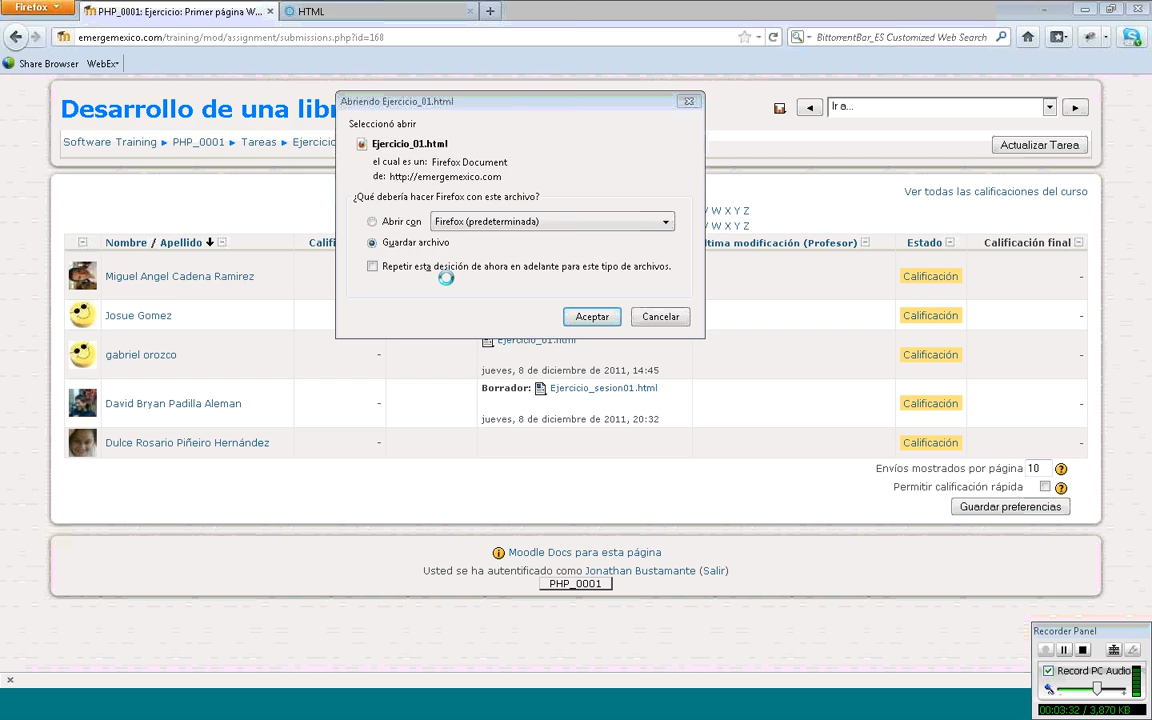 Firefox
PHP_0001: Ejercicio: Primer página W...
HTML
emergemexico.com/training/mod/assignment/submissions.php?id=168
BittorrentBar_ES Customized Web Search
Share Browser WebEx
Desarrollo de una libr
Ir a...
Software Training PHP_0001 Tareas Ejercicio
Actualizar Tarea
Abriendo Ejercicio_01.html
Seleccionó abrir
Ejercicio_01.html
el cual es un: Firefox Document
de: http://emergemexico.com
¿Qué debería hacer Firefox con este archivo?
Abrir con Firefox (predeterminada)
Guardar archivo
Repetir esta desición de ahora en adelante para este tipo de archivos.
Aceptar Cancelar
Ver todas las calificaciones del curso
W X Y Z
W X Y Z
Nombre / Apellido Califi ltima modificación (Profesor) Estado Calificación final
Miguel Angel Cadena Ramirez Calificación -
Josue Gomez Calificación -
gabriel orozco - Ejercicio_01.html Calificación -
jueves, 8 de diciembre de 2011, 14:45
David Bryan Padilla Aleman - Borrador: Ejercicio_sesion01.html Calificación -
jueves, 8 de diciembre de 2011, 20:32
Dulce Rosario Piñeiro Hernández - Calificación -
Envíos mostrados por página 10
Permitir calificación rápida
Guardar preferencias
Moodle Docs para esta página
Usted se ha autentificado como Jonathan Bustamante (Salir)
PHP_0001
Recorder Panel
Record PC Audio
00:03:32 / 3,870 KB